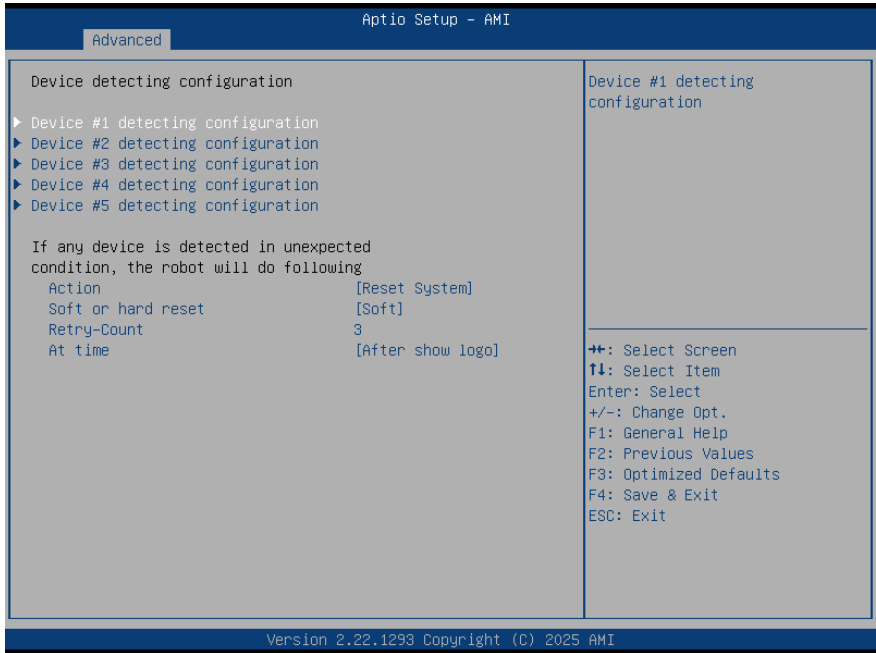 Aptio Setup – AMI
Advanced
Device detecting configuration
Device #1 detecting configuration
Device #2 detecting configuration
Device #3 detecting configuration
Device #4 detecting configuration
Device #5 detecting configuration
If any device is detected in unexpected
condition, the robot will do following
Action [Reset System]
Soft or hard reset [Soft]
Retry-Count 3
At time [After show logo]
Device #1 detecting
configuration
→←: Select Screen
↑↓: Select Item
Enter: Select
+/-: Change Opt.
F1: General Help
F2: Previous Values
F3: Optimized Defaults
F4: Save & Exit
ESC: Exit
Version 2.22.1293 Copyright (C) 2025 AMI